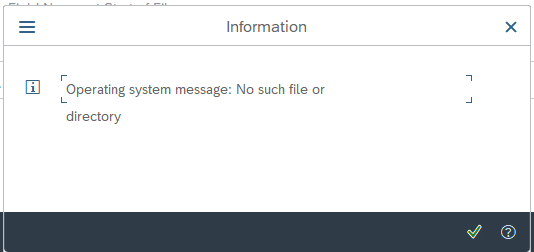 Information
Operating system message: No such file or
directory